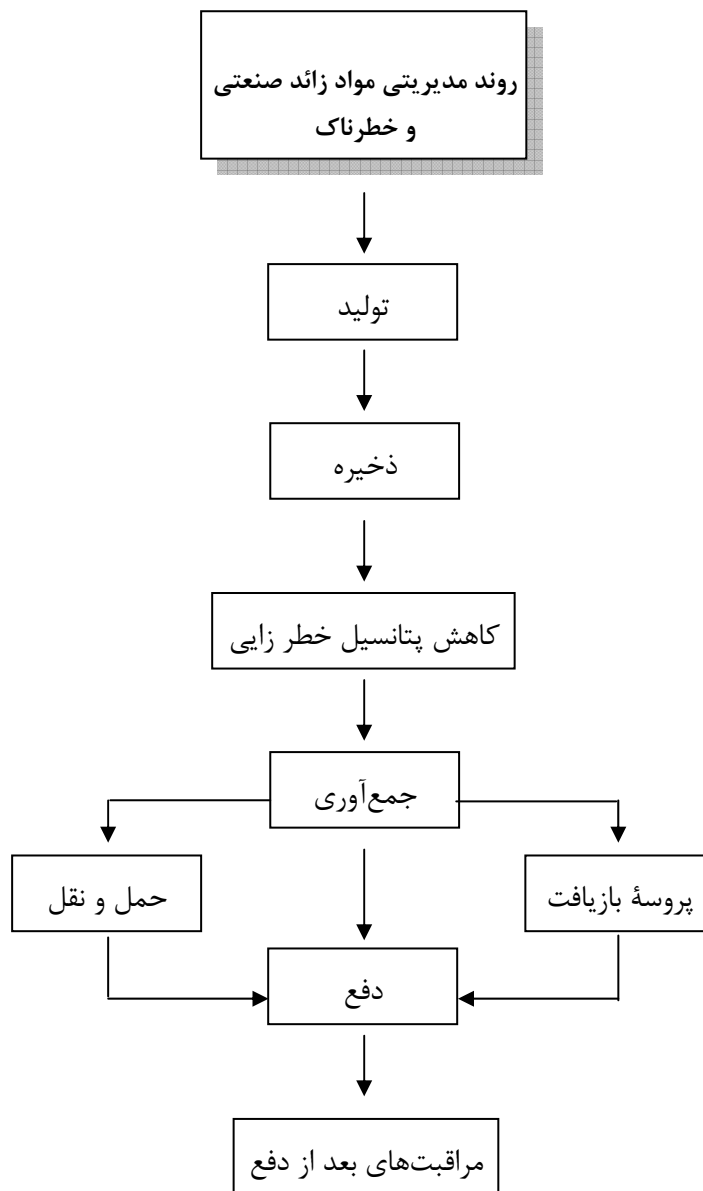 روند مدیریتی مواد زائد صنعتی
و خطرناک
تولید
ذخیره
کاهش پتانسیل خطر زایی
جمع‌آوری
پروسۀ بازیافت
حمل و نقل
دفع
مراقبت‌های بعد از دفع